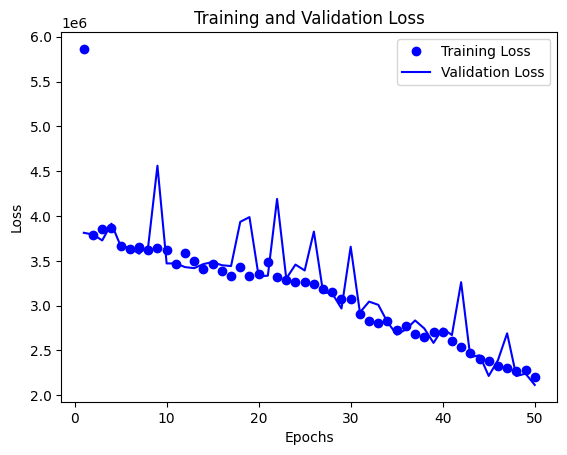 Training and Validation Loss
1e6
Training Loss
Validation Loss
6.0
5.5
5.0
4.5
4.0
3.5
3.0
2.5
2.0
Loss
0 10 20 30 40 50
Epochs